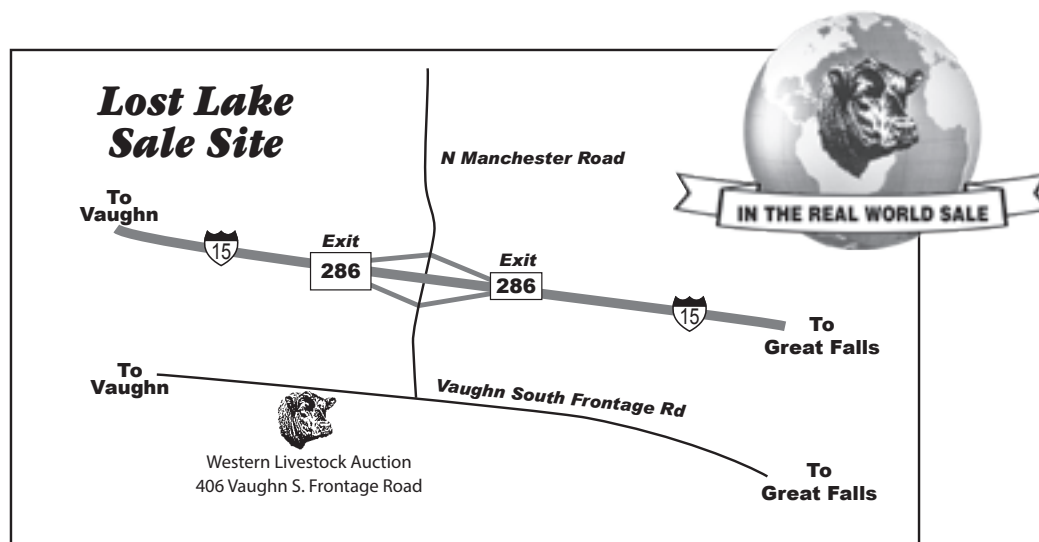 Lost Lake
Sale Site
N Manchester Road
IN THE REAL WORLD SALE
To
Vaughn
15
Exit
286
Exit
286
15
To
Great Falls
To
Vaughn
Vaughn South Frontage Rd
Western Livestock Auction
406 Vaughn S. Frontage Road
To
Great Falls